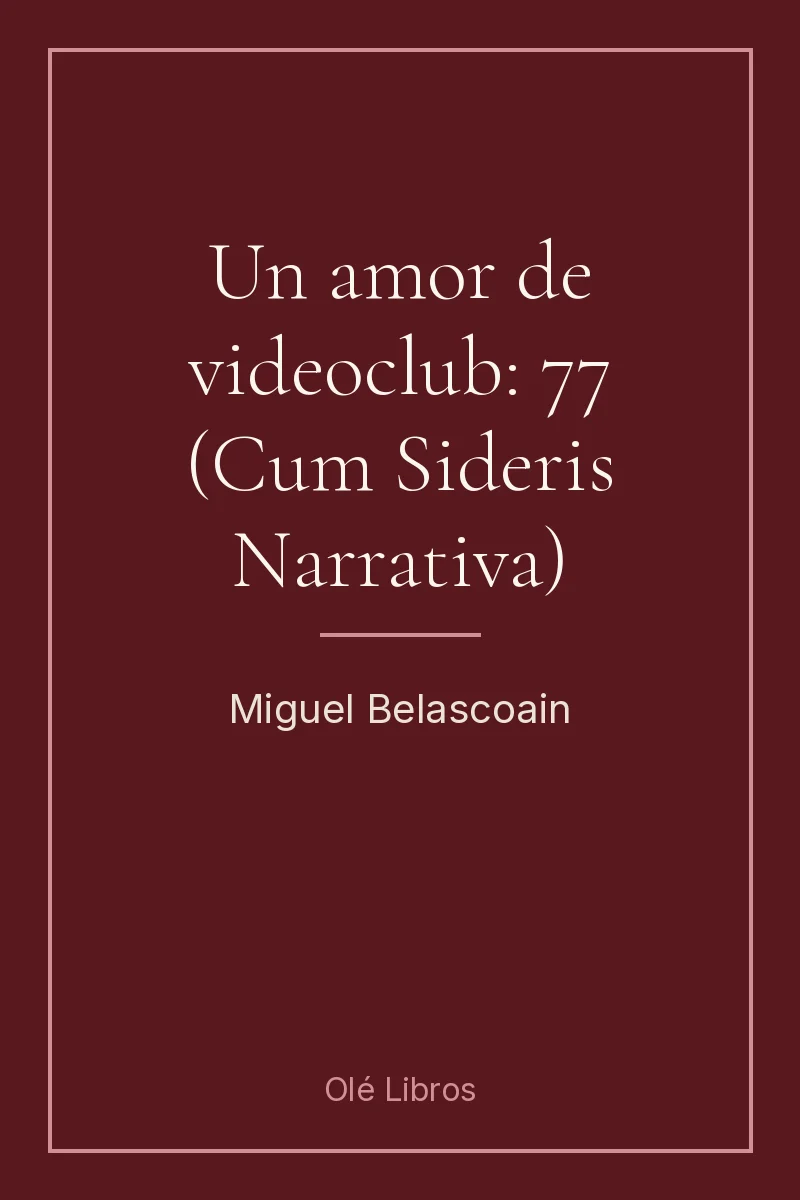 Un amor de
videoclub: 77
(Cum Sideris
Narrativa)
Miguel Belascoain
Olé Libros